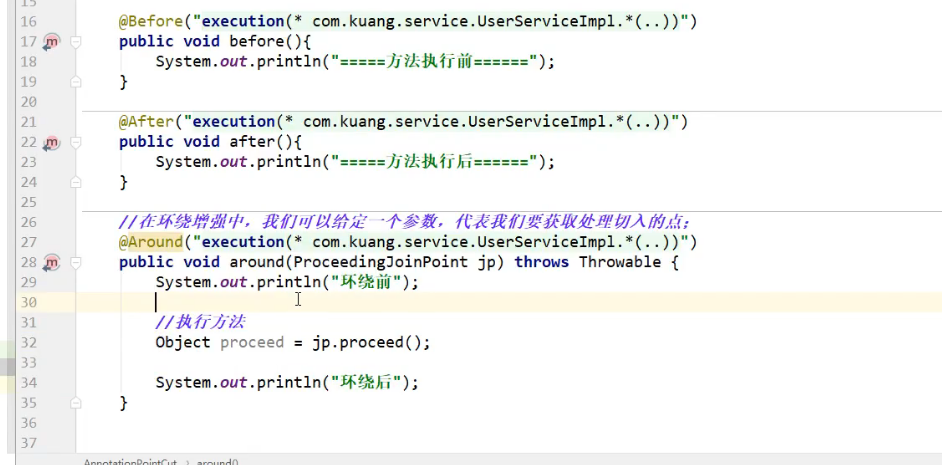 15
16 @Before("execution(* com.kuang.service.UserServiceImpl.*(..))")
17 public void before(){
18 System.out.println("=====方法执行前======");
19 }
20
21 @After("execution(* com.kuang.service.UserServiceImpl.*(..))")
22 public void after(){
23 System.out.println("=====方法执行后======");
24 }
25
26 //在环绕增强中，我们可以给定一个参数，代表我们要获取处理切入的点；
27 @Around("execution(* com.kuang.service.UserServiceImpl.*(..))")
28 public void around(ProceedingJoinPoint jp) throws Throwable {
29 System.out.println("环绕前");
30
31 //执行方法
32 Object proceed = jp.proceed();
33
34 System.out.println("环绕后");
35 }
36
37
AnnotationPointCut › around()